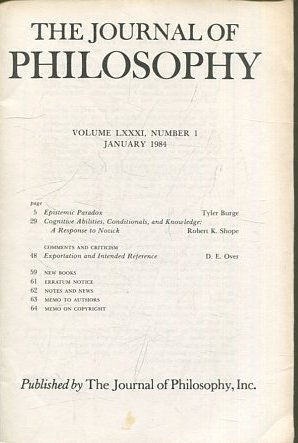 THE JOURNAL OF
PHILOSOPHY
VOLUME LXXXI, NUMBER 1
JANUARY 1984
page
5 Epistemic Paradox Tyler Burge
29 Cognitive Abilities, Conditionals, and Knowledge:
A Response to Nozick Robert K. Shope
COMMENTS AND CRITICISM
48 Exportation and Intended Reference D. E. Over
59 NEW BOOKS
61 ERRATUM NOTICE
62 NOTES AND NEWS
63 MEMO TO AUTHORS
64 MEMO ON COPYRIGHT
Published by The Journal of Philosophy, Inc.